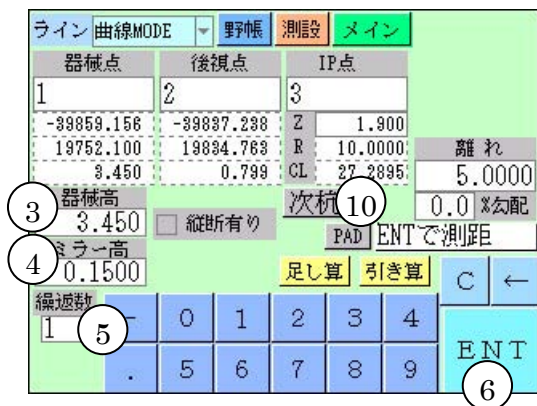 ライン 曲線MODE 野帳 測設 メイン
器械点 後視点 IP点
1 2 3
-39859.156 -39837.238 Z 1.900
19752.100 19834.763 R 10.0000 離れ
3.450 0.799 CL 27.2895 5.0000
器械高 次杭 10 0.0 %勾配
3 3.450 縦断有り PAD ENTで測距
ミラー高
4 0.1500 足し算 引き算 C ←
繰返数
1 5 - 0 1 2 3 4
. 5 6 7 8 9 ENT
6